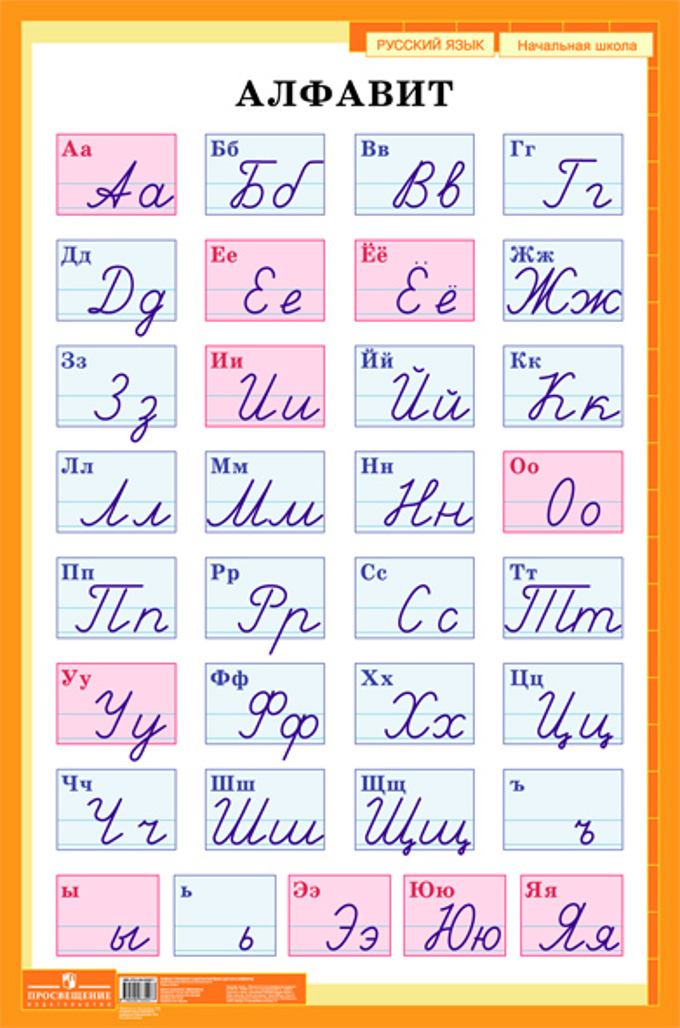 РУССКИЙ ЯЗЫК Начальная школа
АЛФАВИТ
Аа Бб Вв Гг
Аа Бб Вв Гг
Дд Ее Ёё Жж
Дд Ее Ёё Жж
Зз Ии Йй Кк
Зз Ии Йй Кк
Лл Мм Нн Оо
Лл Мм Нн Оо
Пп Рр Сс Тт
Пп Рр Сс Тт
Уу Фф Хх Цц
Уу Фф Хх Цц
Чч Шш Щщ ъ
Чч Шш Щщ ъ
ы ь Ээ Юю Яя
ы ь Ээ Юю Яя
ПРОСВЕЩЕНИЕ
ИЗДАТЕЛЬСТВО